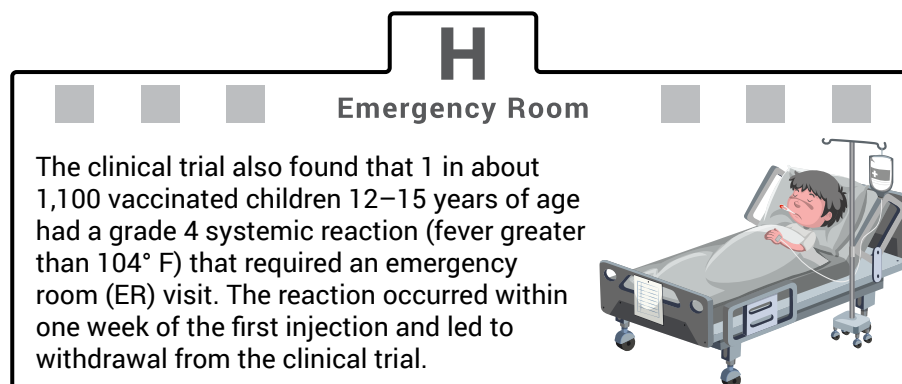 H
Emergency Room
The clinical trial also found that 1 in about
1,100 vaccinated children 12–15 years of age
had a grade 4 systemic reaction (fever greater
than 104° F) that required an emergency
room (ER) visit. The reaction occurred within
one week of the first injection and led to
withdrawal from the clinical trial.